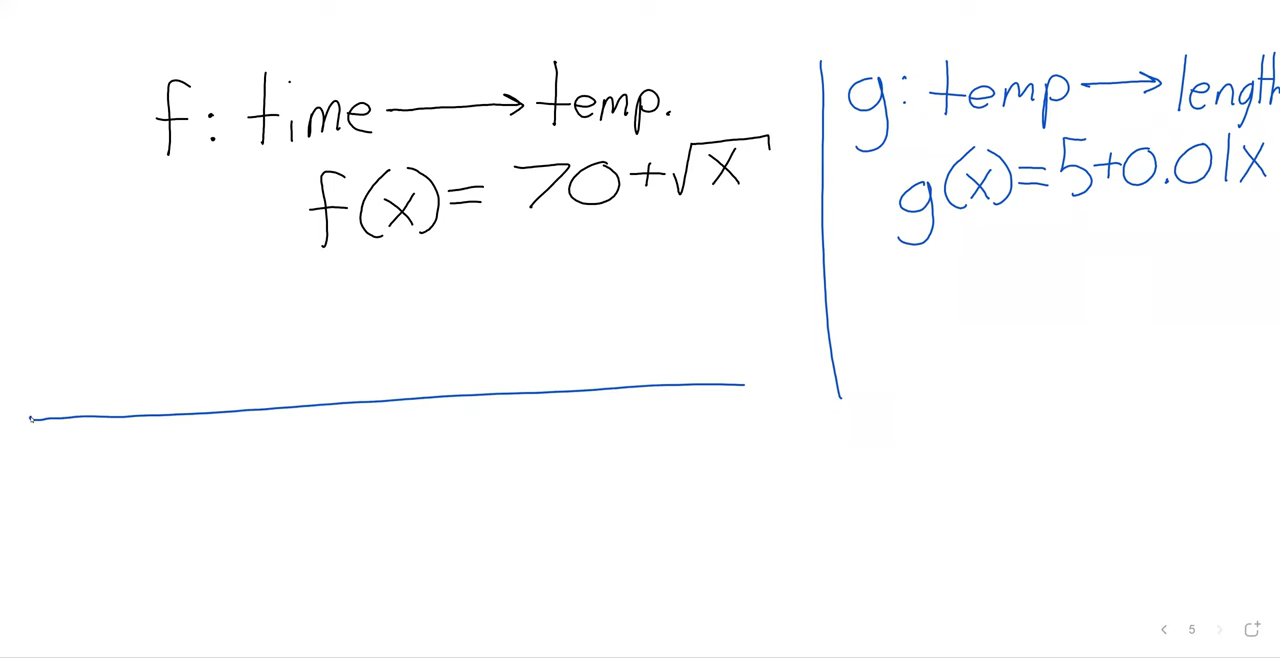 f: time → temp.
f(x) = 70+√x
g: temp → length
g(x)=5+0.01x
5